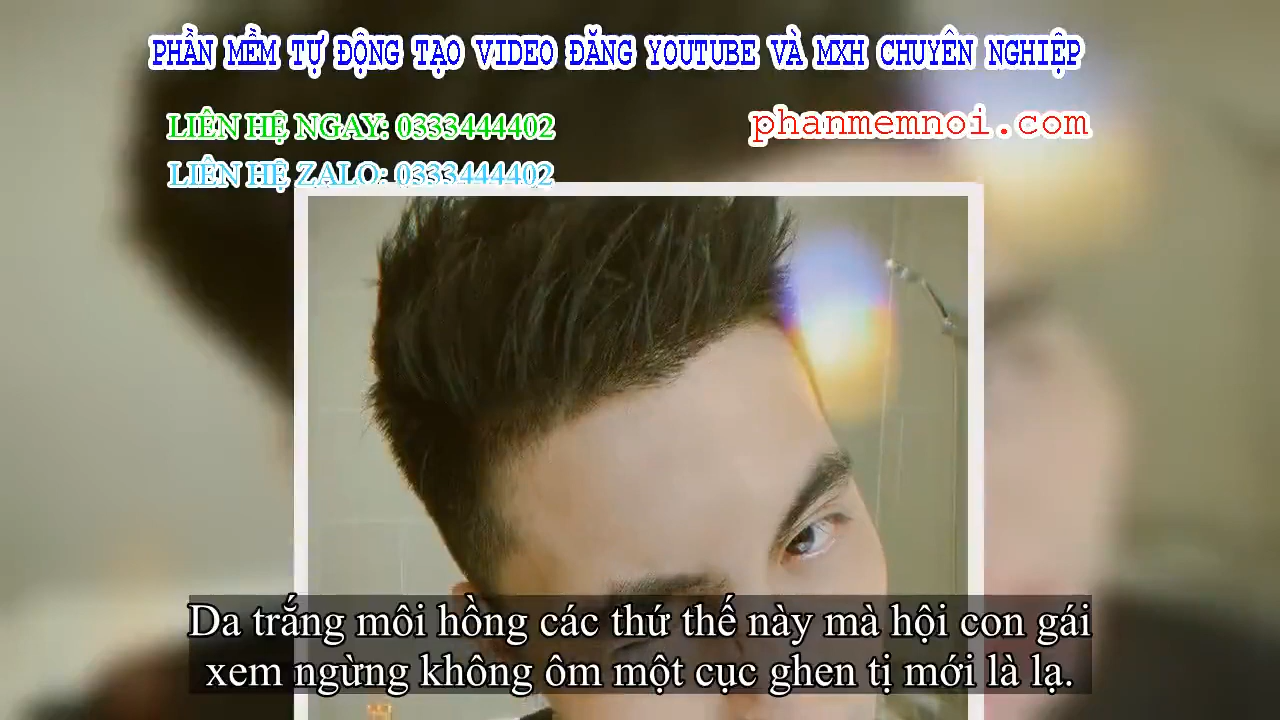 PHẦN MỀM TỰ ĐỘNG TẠO VIDEO ĐĂNG YOUTUBE VÀ MXH CHUYÊN NGHIỆP
LIÊN HỆ NGAY: 0333444402
phanmemnoi.com
LIÊN HỆ ZALO: 0333444402
Da trắng môi hồng các thứ thế này mà hội con gái
xem ngừng không ôm một cục ghen tị mới là lạ.